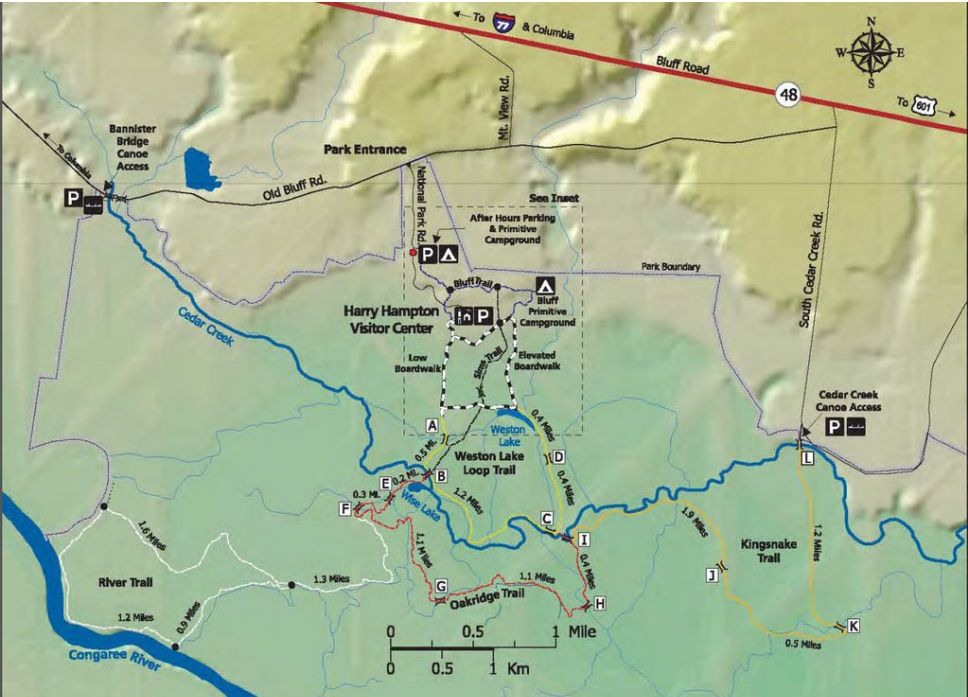 To 77 & Columbia
Bluff Road
48
To 601
N
W E
S
Mt. View Rd.
Bannister
Bridge
Canoe
Access
To Columbia
P
Old Bluff Rd.
Park Entrance
National Park Rd
See Inset
After Hours Parking
& Primitive
Campground
P
Park Boundary
South Cedar Creek Rd.
Bluff Trail
Bluff
Primitive
Campground
Harry Hampton
Visitor Center
P
Cedar Creek
Low
Boardwalk
Sims Trail
Elevated
Boardwalk
Cedar Creek
Canoe Access
P
A
0.5 Mi.
Weston
Lake
0.4 Miles
Weston Lake
Loop Trail
D
L
B
E
0.2 Mi.
0.3 Mi.
Wise Lake
F
1.2 Miles
0.4 Miles
C
I
1.9 Miles
1.2 Miles
Kingsnake
Trail
J
1.6 Miles
River Trail
1.3 Miles
1.1 Miles
G
1.1 Miles
Oakridge Trail
0.4 Miles
H
1.2 Miles
0.9 Miles
K
0.5 Miles
Congaree River
0 0.5 1 Mile
0 0.5 1 Km